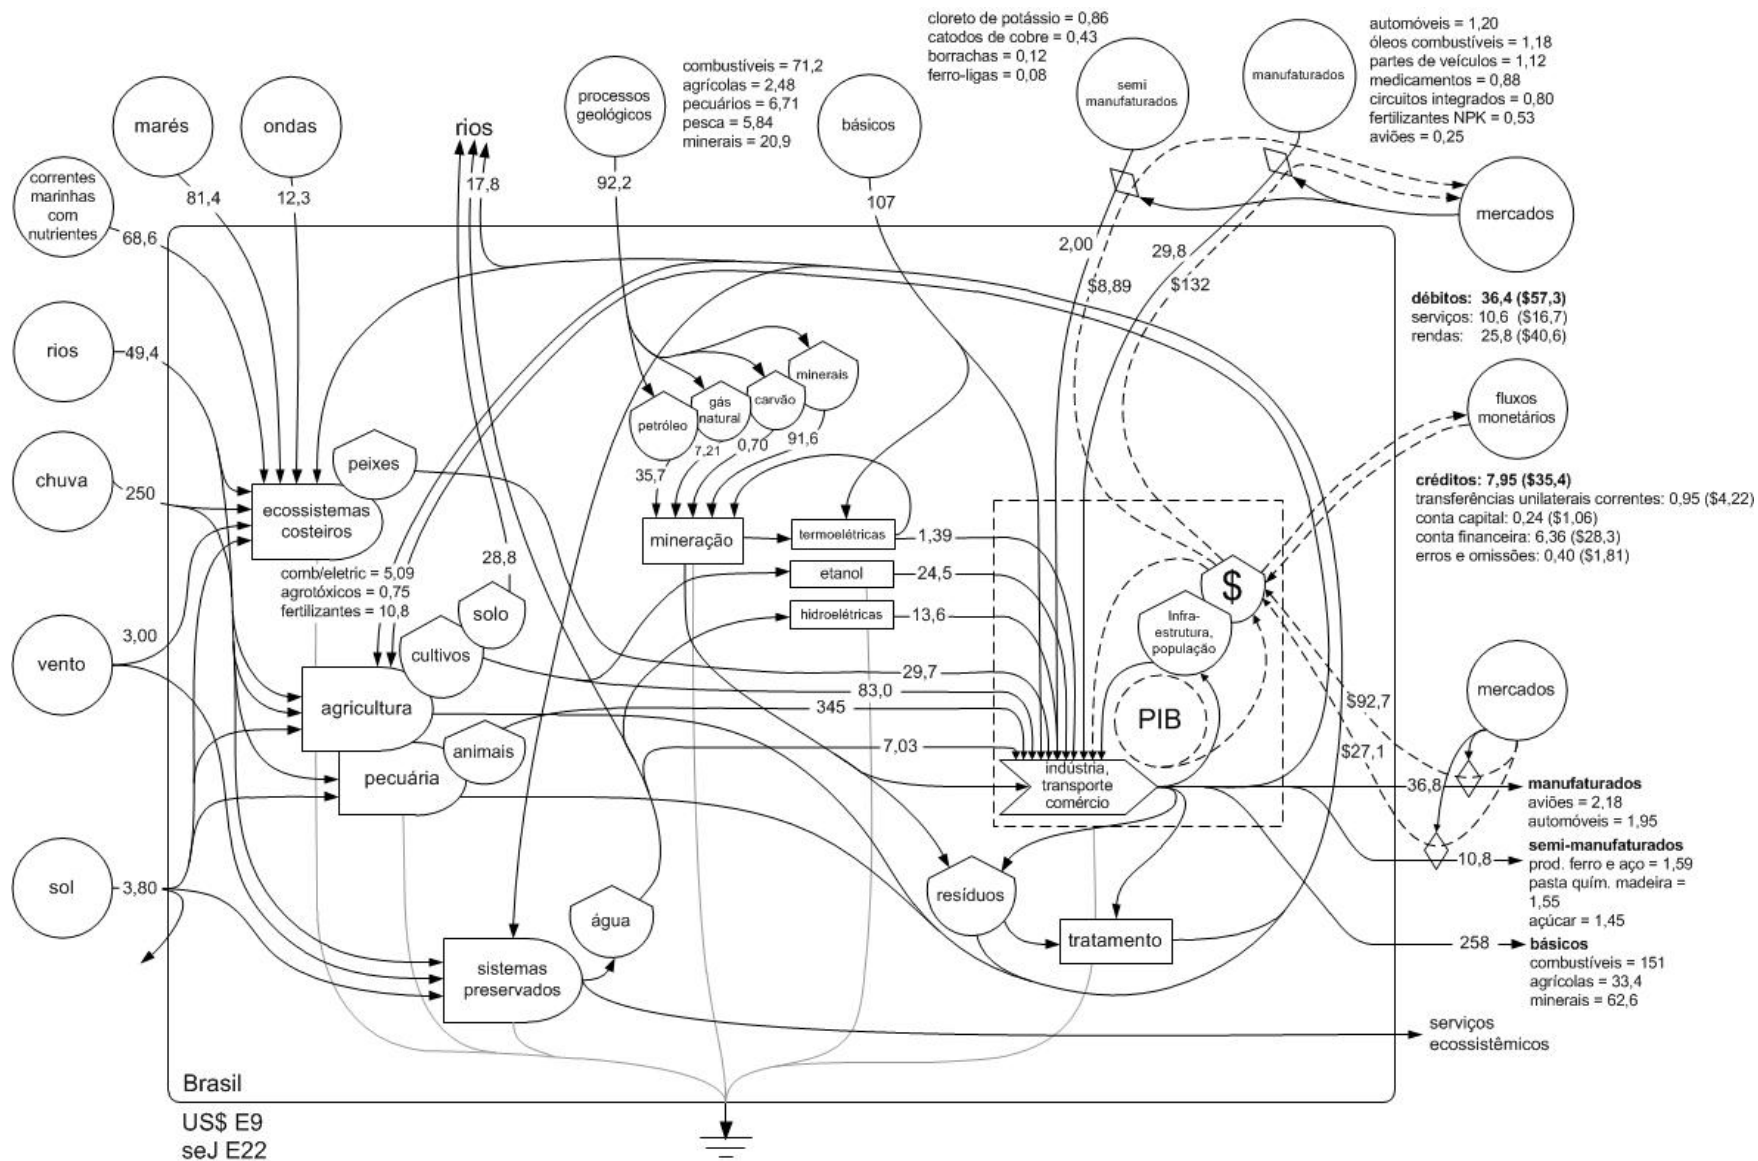 cloreto de potássio = 0,86
catodos de cobre = 0,43
borrachas = 0,12
ferro-ligas = 0,08
semi
manufaturados
manufaturados
automóveis = 1,20
óleos combustíveis = 1,18
partes de veículos = 1,12
medicamentos = 0,88
circuitos integrados = 0,80
fertilizantes NPK = 0,53
aviões = 0,25
marés
ondas
rios
processos
geológicos
combustíveis = 71,2
agrícolas = 2,48
pecuários = 6,71
pesca = 5,84
minerais = 20,9
básicos
correntes
marinhas
com
nutrientes
81,4
12,3
17,8
92,2
107
68,6
2,00
29,8
$8,89
$132
mercados
débitos: 36,4 ($57,3)
serviços: 10,6 ($16,7)
rendas: 25,8 ($40,6)
rios
49,4
minerais
carvão
gás
natural
petróleo
35,7
7,21
0,70
91,6
fluxos
monetários
créditos: 7,95 ($35,4)
transferências unilaterais correntes: 0,95 ($4,22)
conta capital: 0,24 ($1,06)
conta financeira: 6,36 ($28,3)
erros e omissões: 0,40 ($1,81)
chuva
250
peixes
ecossistemas
costeiros
mineração
termoelétricas
1,39
etanol
24,5
hidroelétricas
13,6
28,8
comb/eletric = 5,09
agrotóxicos = 0,75
fertilizantes = 10,8
solo
cultivos
$
Infra-
estrutura,
população
vento
3,00
agricultura
animais
pecuária
29,7
83,0
345
7,03
PIB
indústria,
transporte
comércio
mercados
$92,7
$27,1
36,8
manufaturados
aviões = 2,18
automóveis = 1,95
10,8
semi-manufaturados
prod. ferro e aço = 1,59
pasta quím. madeira =
1,55
açúcar = 1,45
258
básicos
combustíveis = 151
agrícolas = 33,4
minerais = 62,6
sol
3,80
água
resíduos
tratamento
sistemas
preservados
serviços
ecossistêmicos
Brasil
US$ E9
seJ E22